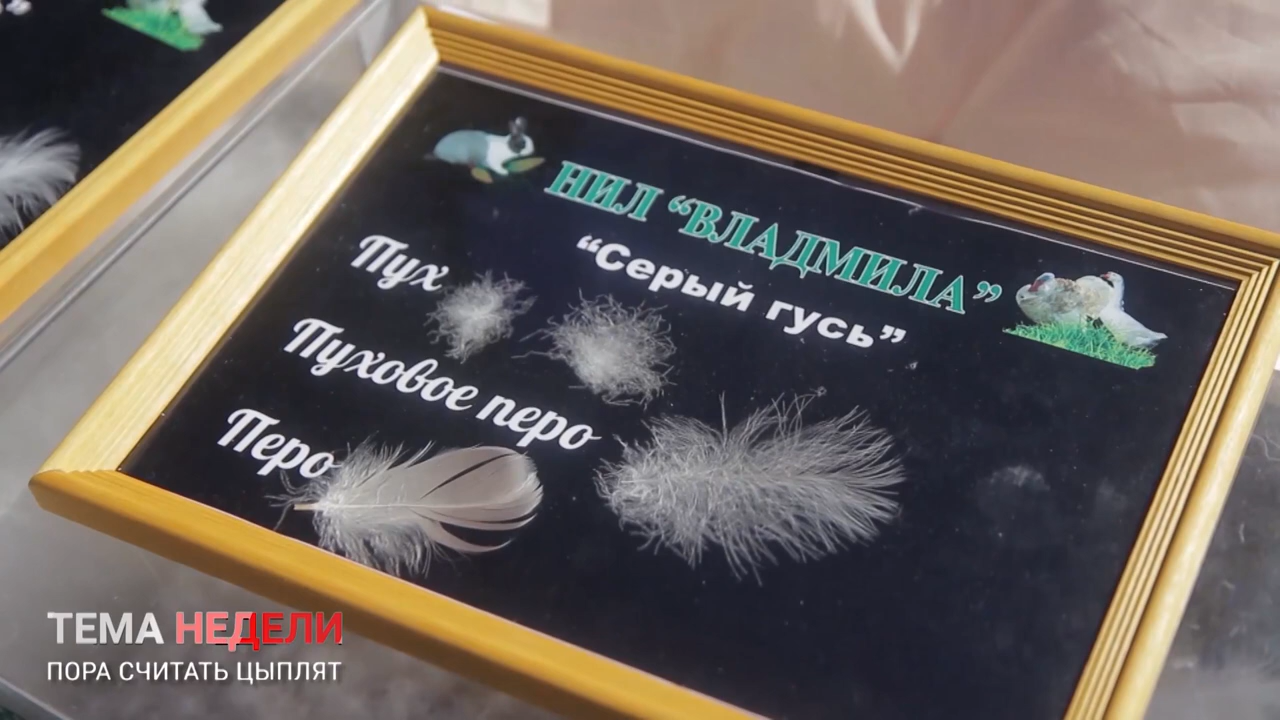 НИЛ “ВЛАДМИЛА”
“Серый гусь”
Пух
Пуховое перо
Перо
ТЕМА НЕДЕЛИ
ПОРА СЧИТАТЬ ЦЫПЛЯТ